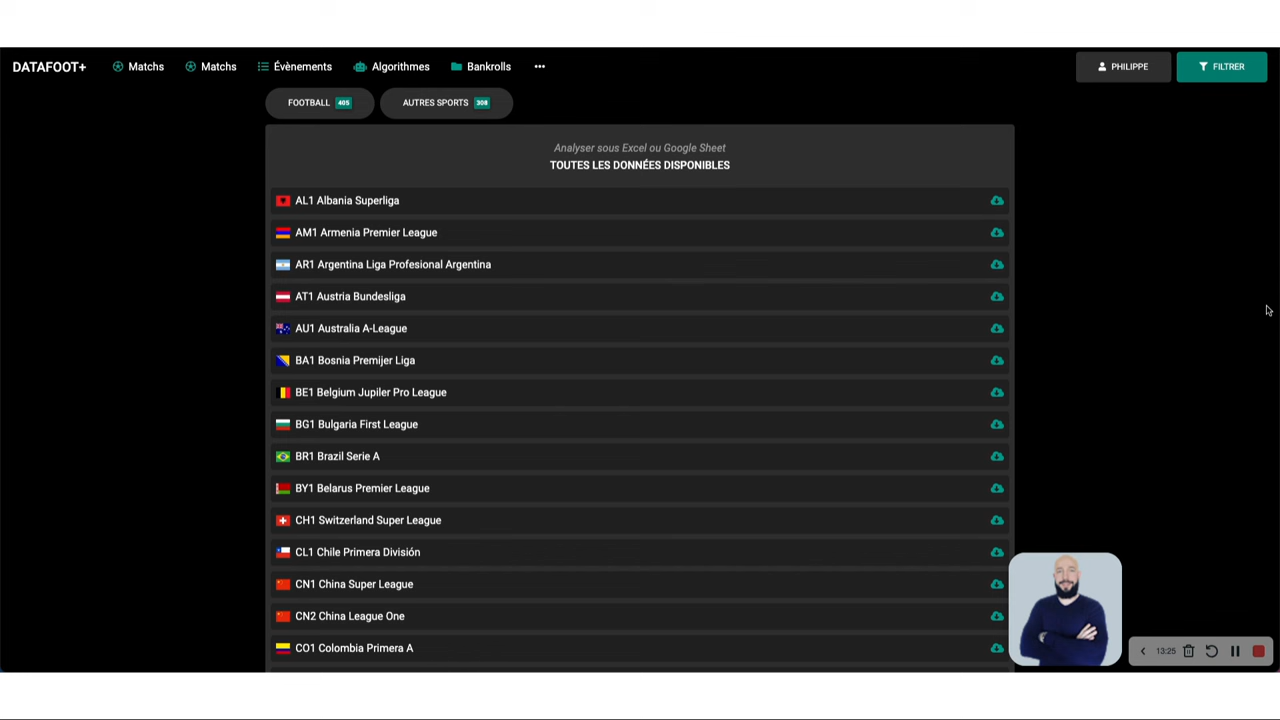 DATAFOOT+ Matchs Matchs Évènements Algorithmes Bankrolls ••• PHILIPPE FILTRER
FOOTBALL 405 AUTRES SPORTS 308
Analyser sous Excel ou Google Sheet
TOUTES LES DONNÉES DISPONIBLES
AL1 Albania Superliga
AM1 Armenia Premier League
AR1 Argentina Liga Profesional Argentina
AT1 Austria Bundesliga
AU1 Australia A-League
BA1 Bosnia Premijer Liga
BE1 Belgium Jupiler Pro League
BG1 Bulgaria First League
BR1 Brazil Serie A
BY1 Belarus Premier League
CH1 Switzerland Super League
CL1 Chile Primera División
CN1 China Super League
CN2 China League One
CO1 Colombia Primera A
13:25